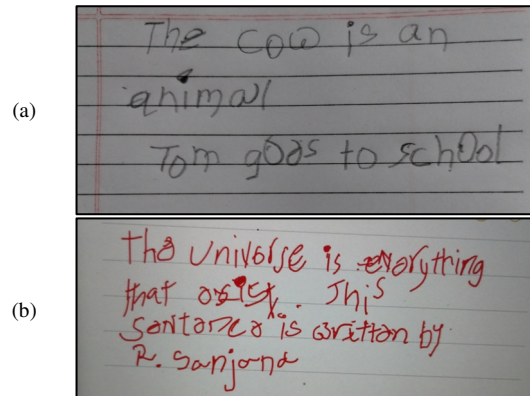 (a)
The cow is an
animal
Tom goes to school
(b)
The universe is everything
that exist. This
sentence is written by
R. Sanjana